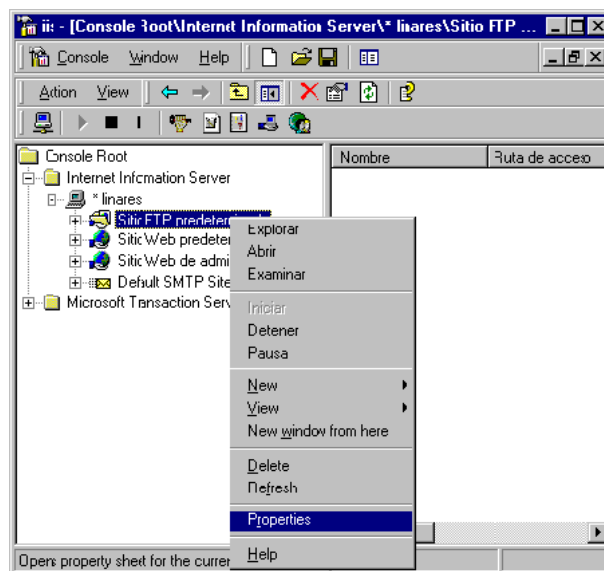 iis - [Console Root\Internet Information Server\* linares\Sitio FTP ...
Console Window Help
Action View
Console Root
Nombre
Ruta de acceso
Internet Information Server
* linares
Sitio FTP predeterminado
Sitio Web predeter
Sitio Web de admi
Default SMTP Site
Microsoft Transaction Serv
Explorar
Abrir
Examinar
Iniciar
Detener
Pausa
New
View
New window from here
Delete
Refresh
Properties
Help
Opens property sheet for the curren